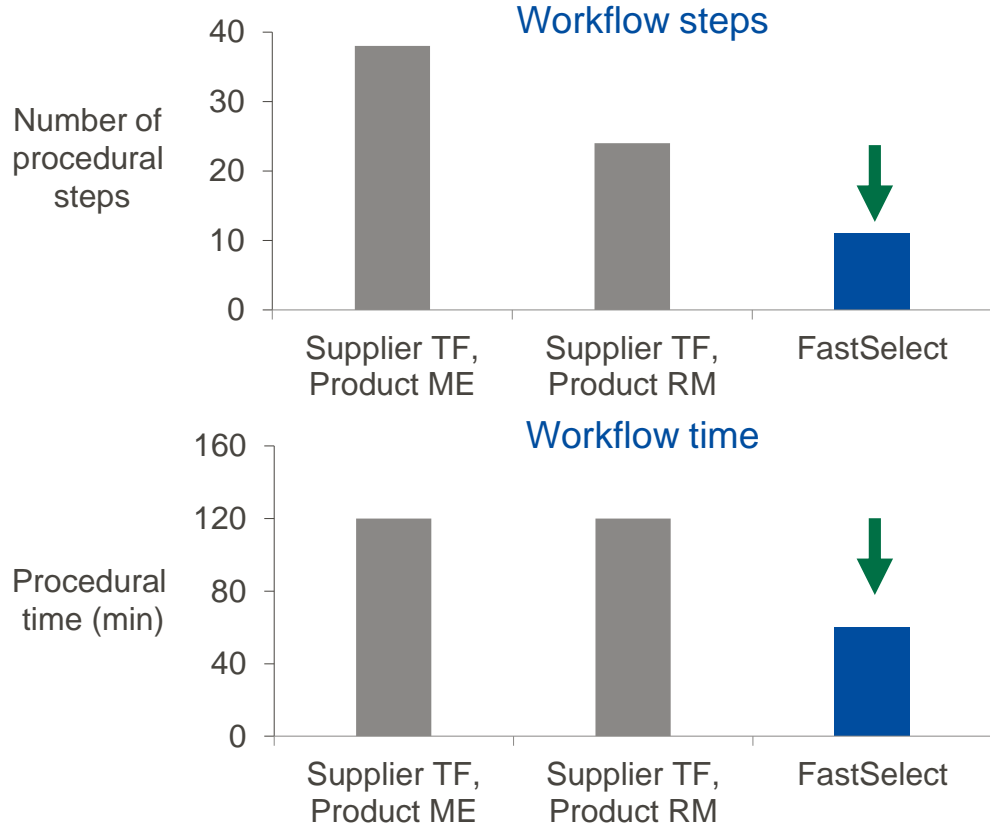 Workflow steps
Number of
procedural
steps
40
30
20
10
0
Supplier TF,
Product ME
Supplier TF,
Product RM
FastSelect
Workflow time
Procedural
time (min)
160
120
80
40
0
Supplier TF,
Product ME
Supplier TF,
Product RM
FastSelect